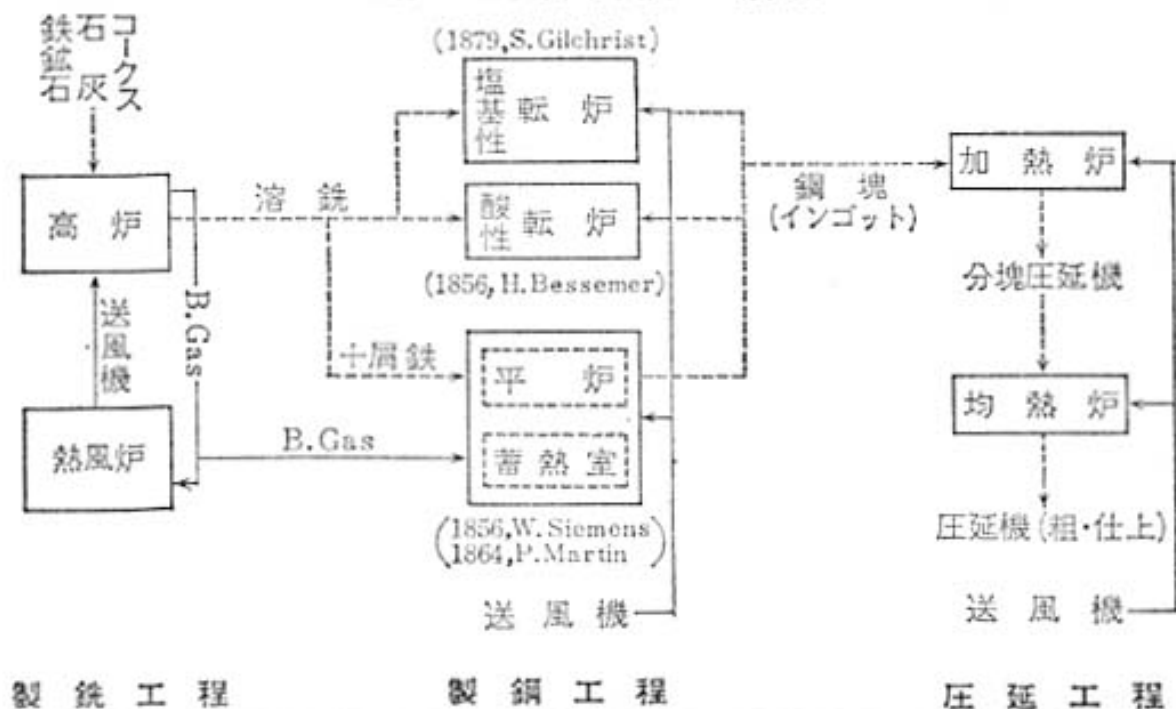 鉄鉱石
石灰
コークス
高炉
送風機
熱風炉
B.Gas
溶銑
十屑鉄
B.Gas
(1879, S.Gilchrist)
塩基性 転炉
酸性 転炉
(1856, H.Bessemer)
平炉
蓄熱室
(1856, W.Siemens
1864, P.Martin)
送風機
鋼塊
(インゴット)
加熱炉
分塊圧延機
均熱炉
圧延機(粗・仕上)
送風機
製銑工程
製鋼工程
圧延工程